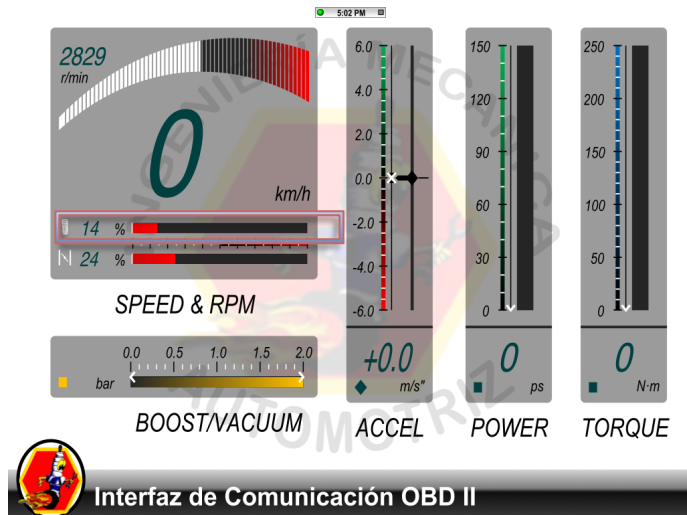 5:02 PM
2829
r/min
0
km/h
14 %
24 %
SPEED & RPM
0.0 0.5 1.0 1.5 2.0
bar
BOOST/VACUUM
6.0
4.0
2.0
0.0
-2.0
-4.0
-6.0
+0.0
m/s"
ACCEL
150
120
90
60
30
0
0
ps
POWER
250
200
150
100
50
0
0
N·m
TORQUE
INGENIERÍA MECÁNICA
AUTOMOTRIZ
Interfaz de Comunicación OBD II